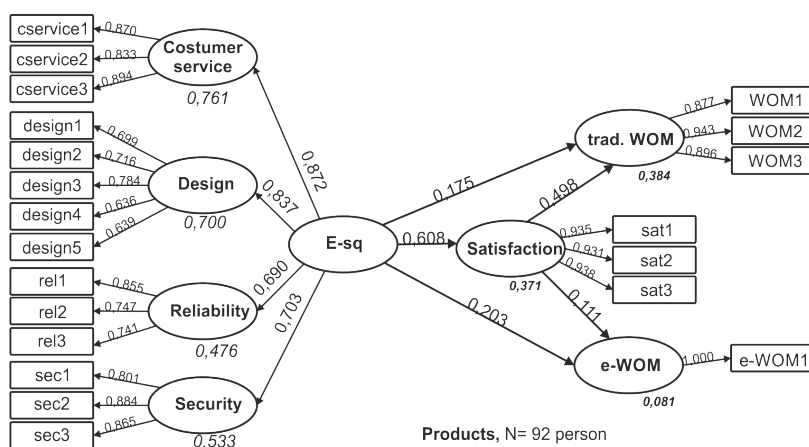 cservice1
cservice2
cservice3
0,870
0,833
0,894
Costumer
service
0,761
design1
design2
design3
design4
design5
0,699
0,716
0,784
0,636
0,639
Design
0,700
rel1
rel2
rel3
0,855
0,747
0,741
Reliability
0,476
sec1
sec2
sec3
0,801
0,884
0,865
Security
0,533
0,872
0,837
0,690
0,703
E-sq
0,175
0,608
0,203
Satisfaction
0,371
0,498
0,111
0,935
0,931
0,938
sat1
sat2
sat3
trad. WOM
0,384
0,877
0,943
0,896
WOM1
WOM2
WOM3
e-WOM
0,081
1,000
e-WOM1
Products, N= 92 person